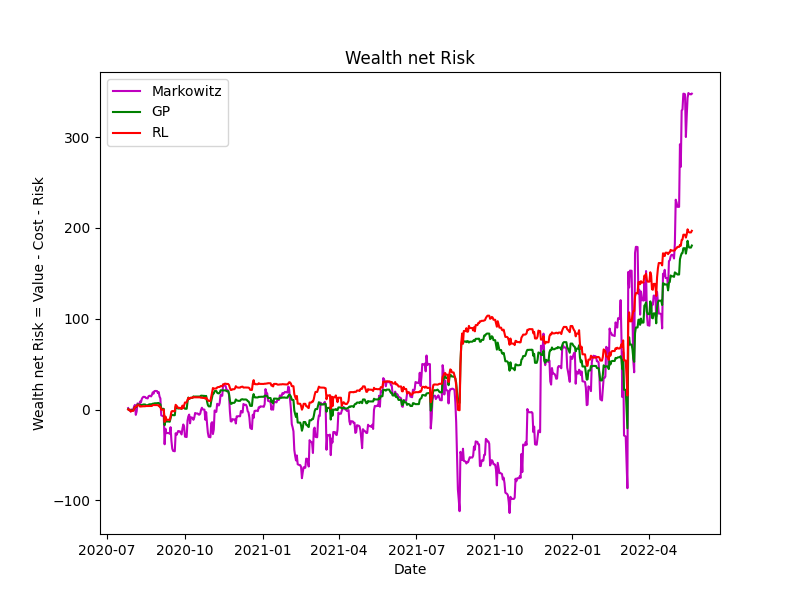 Wealth net Risk
Markowitz
GP
RL
Wealth net Risk = Value - Cost - Risk
300
200
100
0
−100
2020-07 2020-10 2021-01 2021-04 2021-07 2021-10 2022-01 2022-04
Date